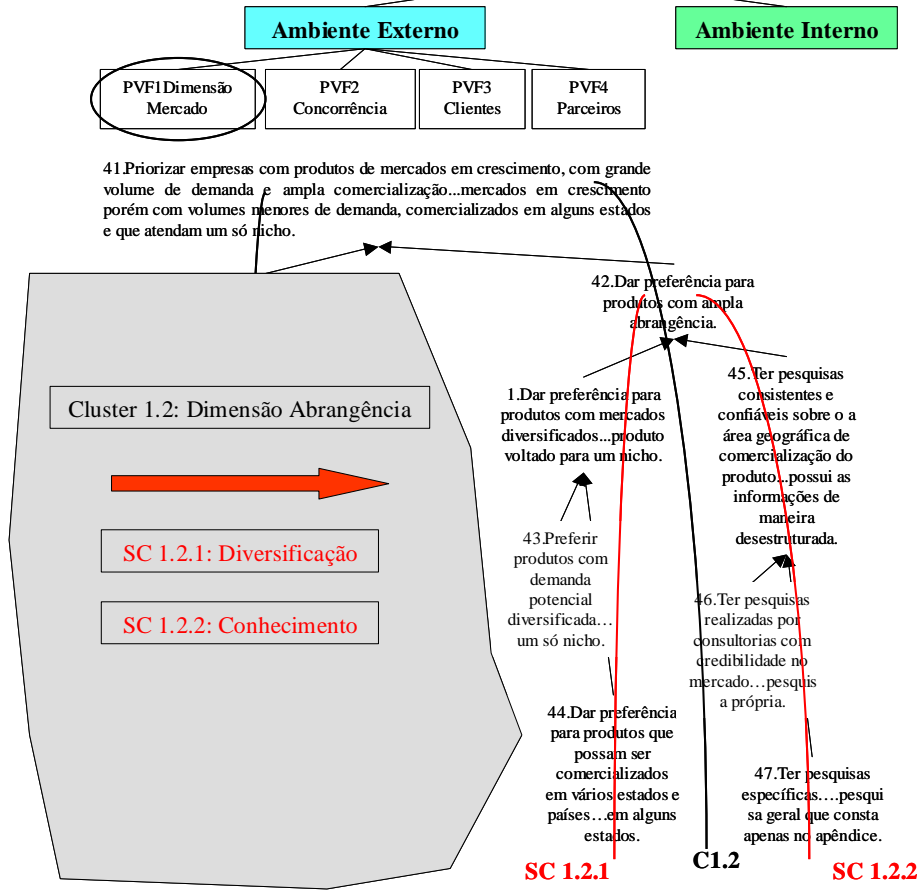 Ambiente Externo
Ambiente Interno
PVF1Dimensão
Mercado
PVF2
Concorrência
PVF3
Clientes
PVF4
Parceiros
41.Priorizar empresas com produtos de mercados em crescimento, com grande
volume de demanda e ampla comercialização...mercados em crescimento
porém com volumes menores de demanda, comercializados em alguns estados
e que atendam um só nicho.
42.Dar preferência para
produtos com ampla
abrangência.
Cluster 1.2: Dimensão Abrangência
SC 1.2.1: Diversificação
SC 1.2.2: Conhecimento
1.Dar preferência para
produtos com mercados
diversificados...produto
voltado para um nicho.
45.Ter pesquisas
consistentes e
confiáveis sobre o a
área geográfica de
comercialização do
produto...possui as
informações de
maneira
desestruturada.
43.Preferir
produtos com
demanda
potencial
diversificada…
um só nicho.
46.Ter pesquisas
realizadas por
consultorias com
credibilidade no
mercado…pesquis
a própria.
44.Dar preferência
para produtos que
possam ser
comercializados
em vários estados e
países…em alguns
estados.
47.Ter pesquisas
específicas….pesqui
sa geral que consta
apenas no apêndice.
SC 1.2.1
C1.2
SC 1.2.2